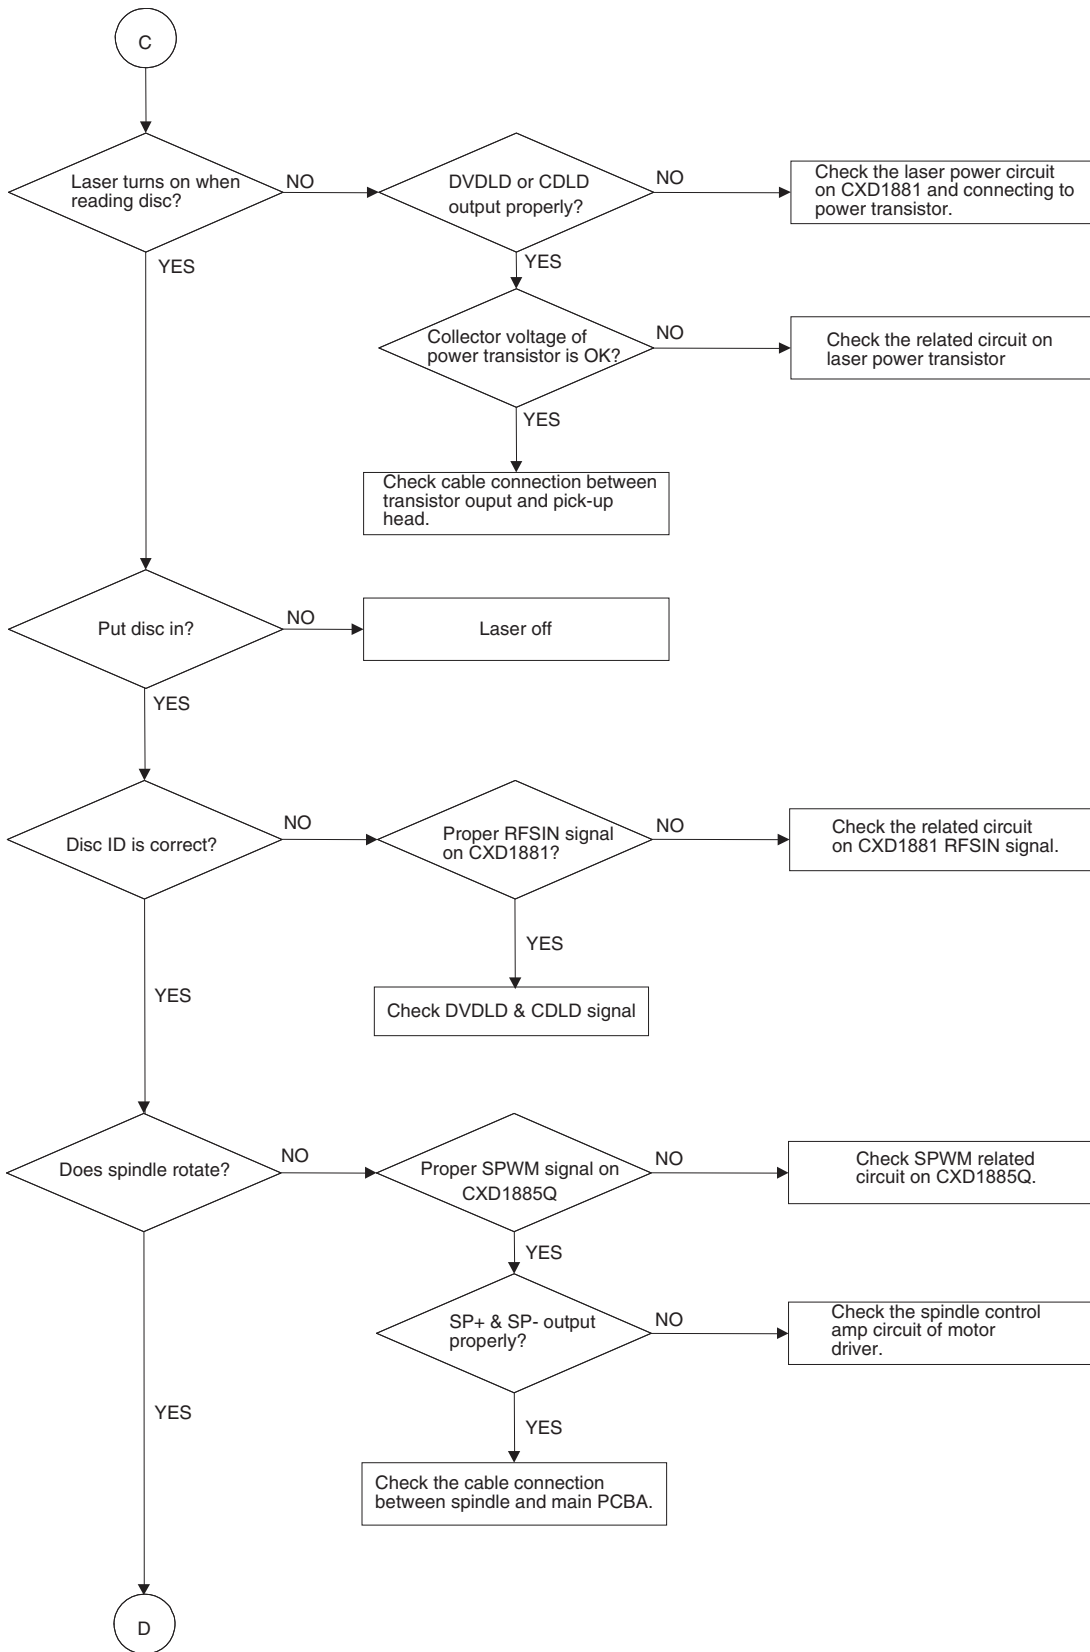 C
Laser turns on when
reading disc?
NO
DVDLD or CDLD
output properly?
NO
Check the laser power circuit
on CXD1881 and connecting to
power transistor.
YES
YES
Collector voltage of
power transistor is OK?
NO
Check the related circuit on
laser power transistor
YES
Check cable connection between
transistor ouput and pick-up
head.
Put disc in?
NO
Laser off
YES
Disc ID is correct?
NO
Proper RFSIN signal
on CXD1881?
NO
Check the related circuit
on CXD1881 RFSIN signal.
YES
YES
Check DVDLD & CDLD signal
Does spindle rotate?
NO
Proper SPWM signal on
CXD1885Q
NO
Check SPWM related
circuit on CXD1885Q.
YES
SP+ & SP- output
properly?
NO
Check the spindle control
amp circuit of motor
driver.
YES
YES
Check the cable connection
between spindle and main PCBA.
D